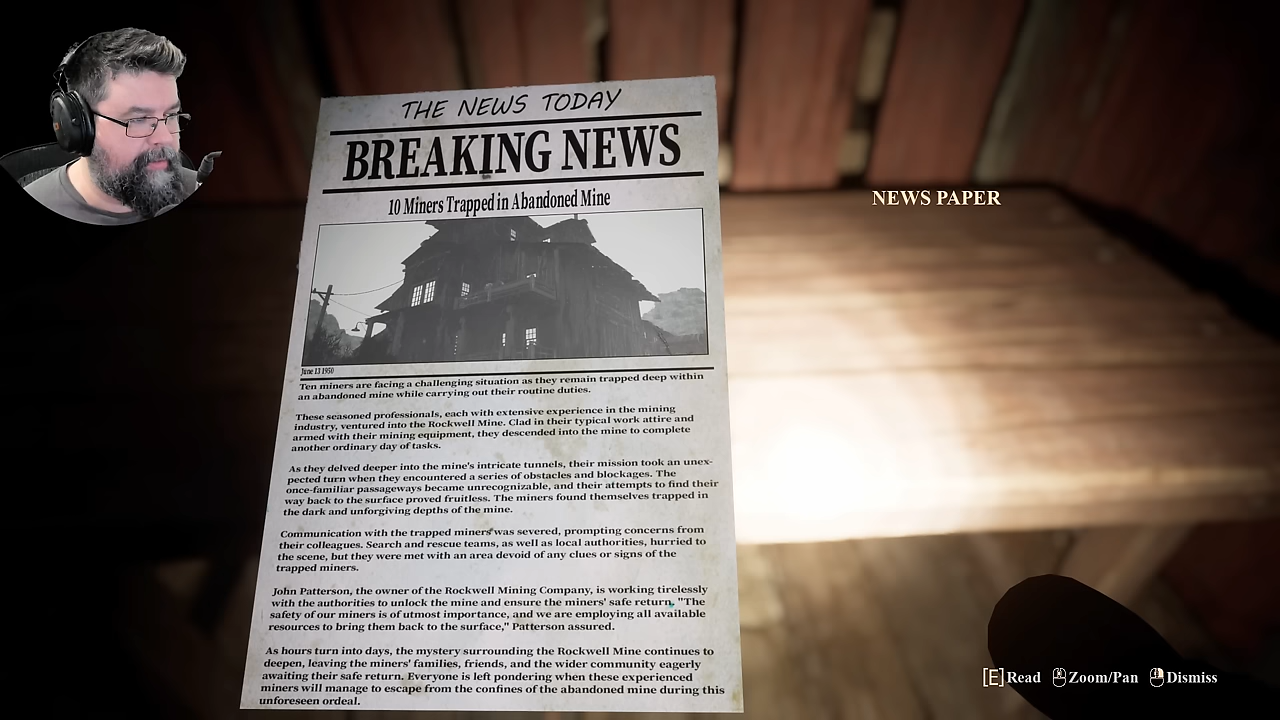 THE NEWS TODAY
BREAKING NEWS
10 Miners Trapped in Abandoned Mine
June 13 1950
Ten miners are facing a challenging situation as they remain trapped deep within
an abandoned mine while carrying out their routine duties.
These seasoned professionals, each with extensive experience in the mining
industry, ventured into the Rockwell Mine. Clad in their typical work attire and
armed with their mining equipment, they descended into the mine to complete
another ordinary day of tasks.
As they delved deeper into the mine's intricate tunnels, their mission took an unex-
pected turn when they encountered a series of obstacles and blockages. The
once-familiar passageways became unrecognizable, and their attempts to find their
way back to the surface proved fruitless. The miners found themselves trapped in
the dark and unforgiving depths of the mine.
Communication with the trapped miners was severed, prompting concerns from
their colleagues. Search and rescue teams, as well as local authorities, hurried to
the scene, but they were met with an area devoid of any clues or signs of the
trapped miners.
John Patterson, the owner of the Rockwell Mining Company, is working tirelessly
with the authorities to unlock the mine and ensure the miners' safe return. "The
safety of our miners is of utmost importance, and we are employing all available
resources to bring them back to the surface," Patterson assured.
As hours turn into days, the mystery surrounding the Rockwell Mine continues to
deepen, leaving the miners' families, friends, and the wider community eagerly
awaiting their safe return. Everyone is left pondering when these experienced
miners will manage to escape from the confines of the abandoned mine during this
unforeseen ordeal.
NEWS PAPER
[E]Read Zoom/Pan Dismiss